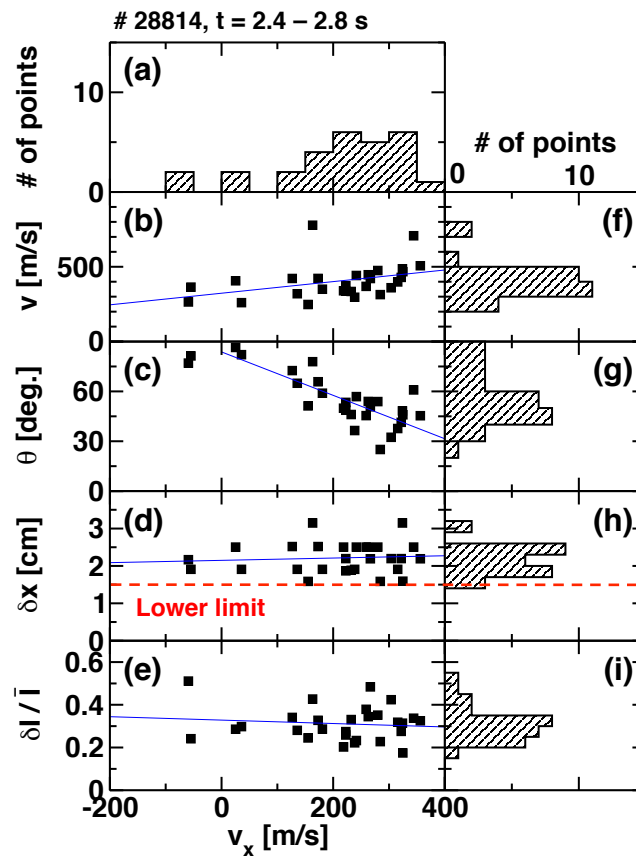 # 28814, t = 2.4 – 2.8 s
(a)
10
0
# of points
# of points
0 10
(b)
(f)
500
0
v [m/s]
(c)
(g)
60
30
0
θ [deg.]
(d)
(h)
3
2
1
0
δx [cm]
Lower limit
(e)
(i)
0.6
0.4
0.2
0
δI / Ī
-200 0 200 400
v_x [m/s]